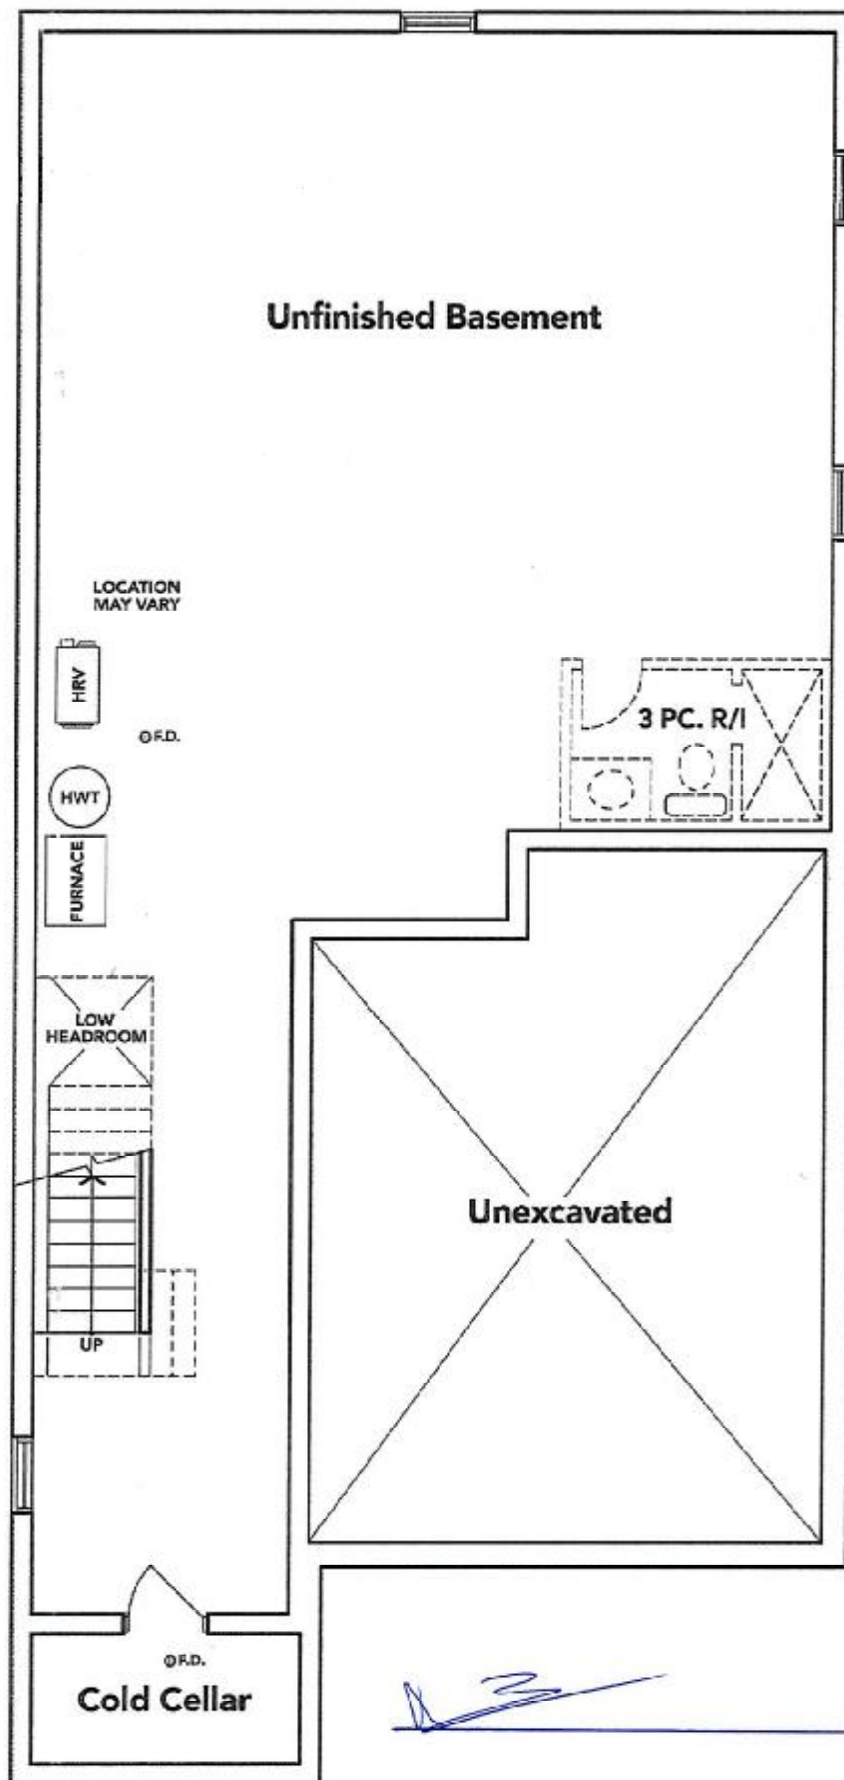 Unfinished Basement
LOCATION
MAY VARY
HRV
F.D.
3 PC. R/I
HWT
FURNACE
LOW
HEADROOM
Unexcavated
UP
F.D.
Cold Cellar